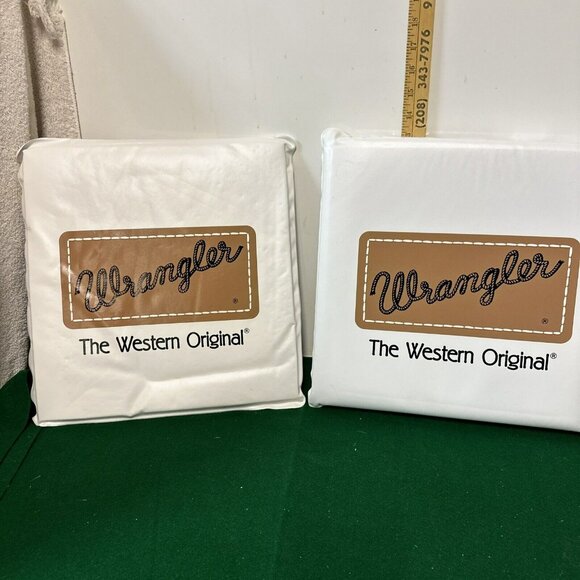 (208) 343-7976
Wrangler®
The Western Original®
Wrangler®
The Western Original®